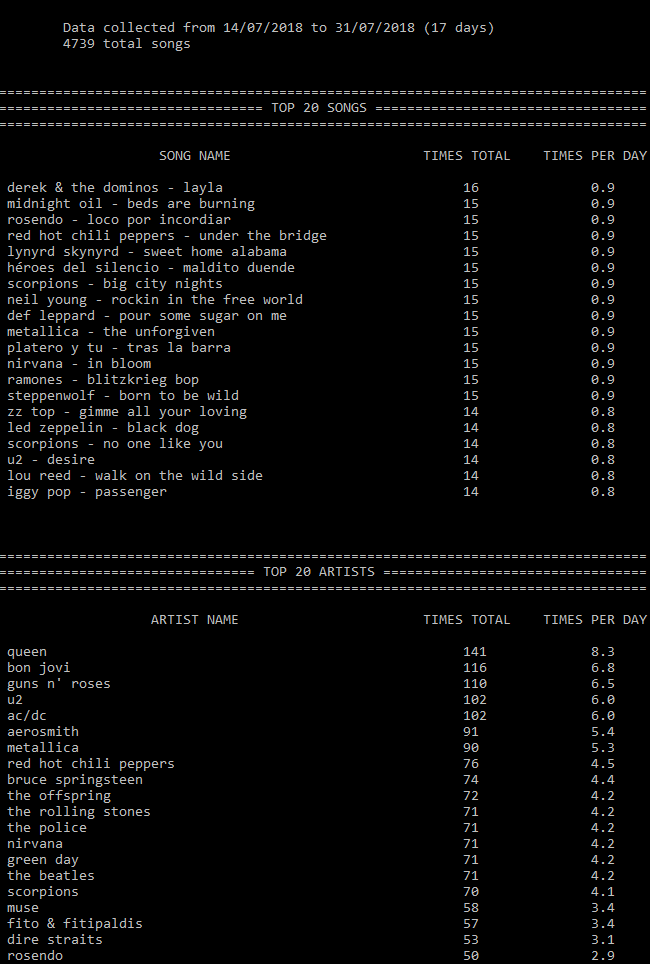 Data collected from 14/07/2018 to 31/07/2018 (17 days)
4739 total songs
=================================================================================
================================= TOP 20 SONGS ==================================
=================================================================================
SONG NAME TIMES TOTAL TIMES PER DAY
derek & the dominos - layla 16 0.9
midnight oil - beds are burning 15 0.9
rosendo - loco por incordiar 15 0.9
red hot chili peppers - under the bridge 15 0.9
lynyrd skynyrd - sweet home alabama 15 0.9
héroes del silencio - maldito duende 15 0.9
scorpions - big city nights 15 0.9
neil young - rockin in the free world 15 0.9
def leppard - pour some sugar on me 15 0.9
metallica - the unforgiven 15 0.9
platero y tu - tras la barra 15 0.9
nirvana - in bloom 15 0.9
ramones - blitzkrieg bop 15 0.9
steppenwolf - born to be wild 15 0.9
zz top - gimme all your loving 14 0.8
led zeppelin - black dog 14 0.8
scorpions - no one like you 14 0.8
u2 - desire 14 0.8
lou reed - walk on the wild side 14 0.8
iggy pop - passenger 14 0.8
=================================================================================
================================ TOP 20 ARTISTS =================================
=================================================================================
ARTIST NAME TIMES TOTAL TIMES PER DAY
queen 141 8.3
bon jovi 116 6.8
guns n' roses 110 6.5
u2 102 6.0
ac/dc 102 6.0
aerosmith 91 5.4
metallica 90 5.3
red hot chili peppers 76 4.5
bruce springsteen 74 4.4
the offspring 72 4.2
the rolling stones 71 4.2
the police 71 4.2
nirvana 71 4.2
green day 71 4.2
the beatles 71 4.2
scorpions 70 4.1
muse 58 3.4
fito & fitipaldis 57 3.4
dire straits 53 3.1
rosendo 50 2.9